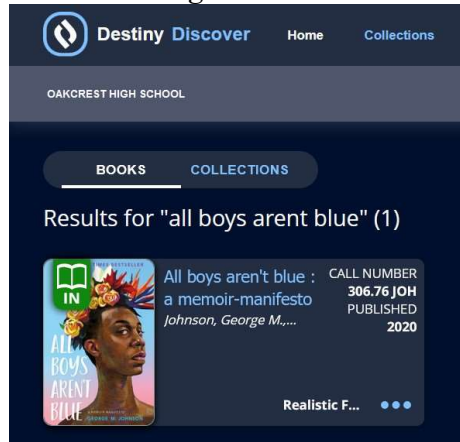 Destiny Discover Home Collections
OAKCREST HIGH SCHOOL
BOOKS COLLECTIONS
Results for "all boys arent blue" (1)
IN
TIMES BESTSELLER
ALL
BOYS
AREN'T
BLUE
GEORGE M. JOHNSON
All boys aren't blue :
a memoir-manifesto
Johnson, George M.,...
CALL NUMBER
306.76 JOH
PUBLISHED
2020
Realistic F...